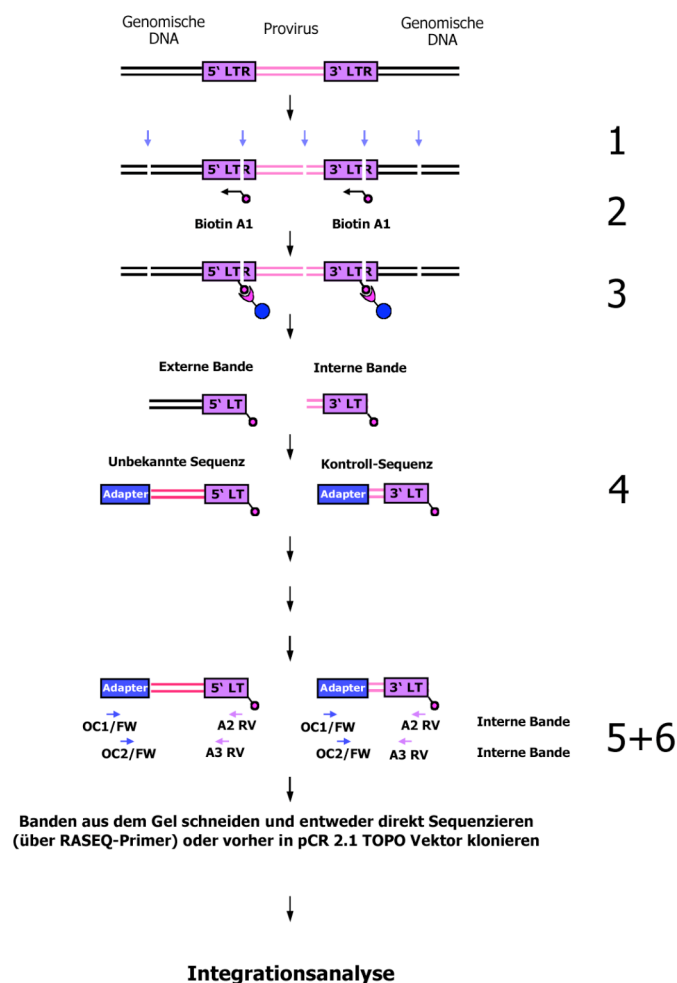 Genomische
DNA
Provirus
Genomische
DNA
5‘ LTR
3‘ LTR
1
5‘ LTR
3‘ LTR
2
Biotin A1
Biotin A1
5‘ LTR
3‘ LTR
3
Externe Bande
Interne Bande
5‘ LT
3‘ LT
Unbekannte Sequenz
Kontroll-Sequenz
Adapter
5‘ LT
Adapter
3‘ LT
4
Adapter
5‘ LT
Adapter
3‘ LT
OC1/FW
A2 RV
OC1/FW
A2 RV
Interne Bande
OC2/FW
A3 RV
OC2/FW
A3 RV
Interne Bande
5+6
Banden aus dem Gel schneiden und entweder direkt Sequenzieren
(über RASEQ-Primer) oder vorher in pCR 2.1 TOPO Vektor klonieren
Integrationsanalyse